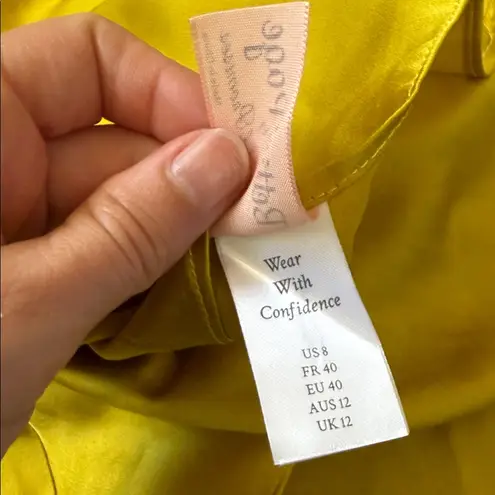 Wear
With
Confidence
US 8
FR 40
EU 40
AUS 12
UK 12